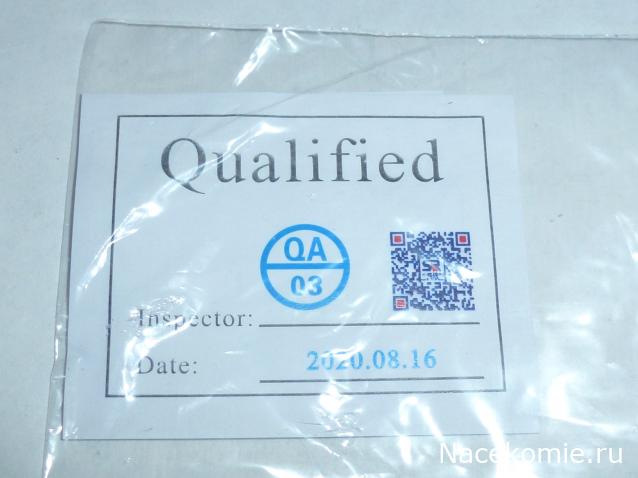 Qualified
QA
03
Inspector:
Date: 2020.08.16
Nacekomie.ru